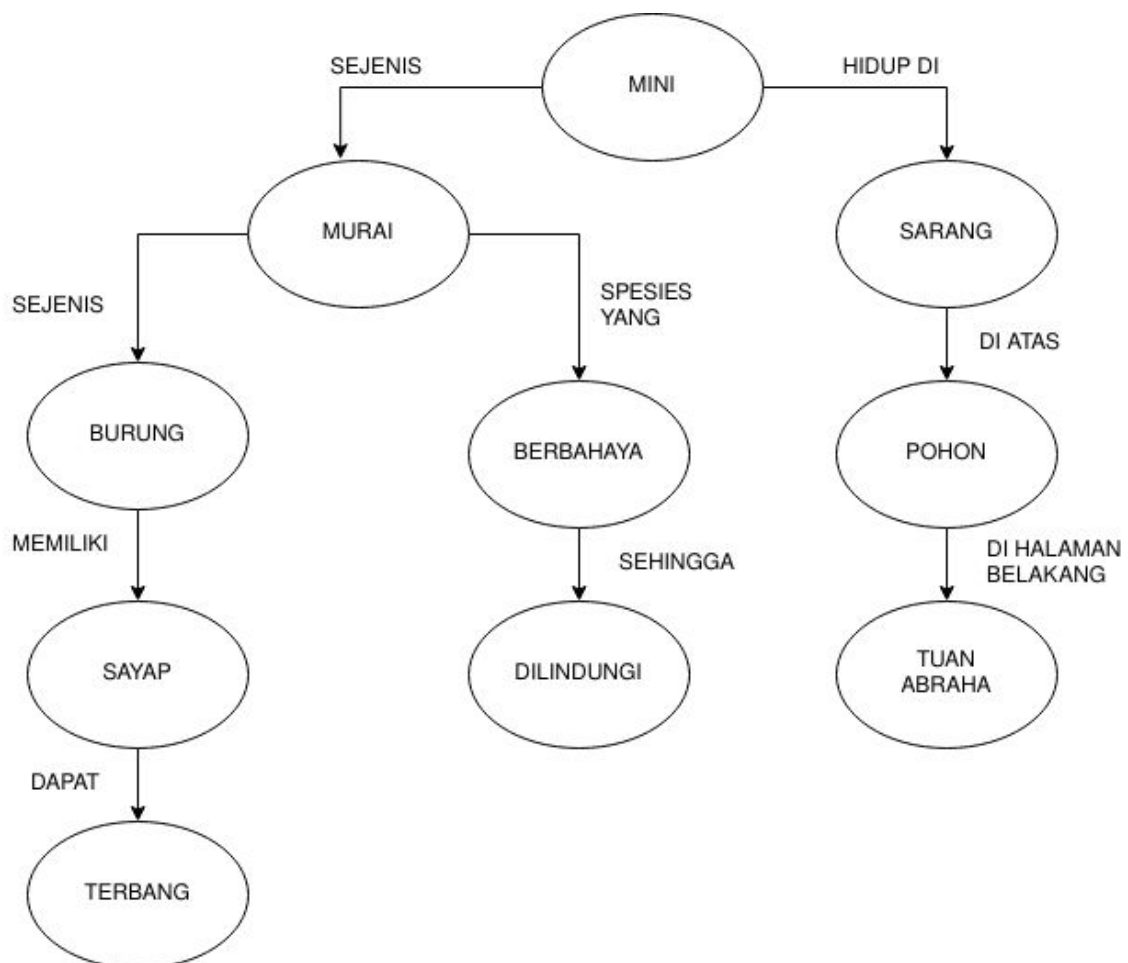 SEJENIS
MINI
HIDUP DI
MURAI
SARANG
SEJENIS
SPESIES
YANG
DI ATAS
BURUNG
BERBAHAYA
POHON
MEMILIKI
SEHINGGA
DI HALAMAN
BELAKANG
SAYAP
DILINDUNGI
TUAN
ABRAHA
DAPAT
TERBANG